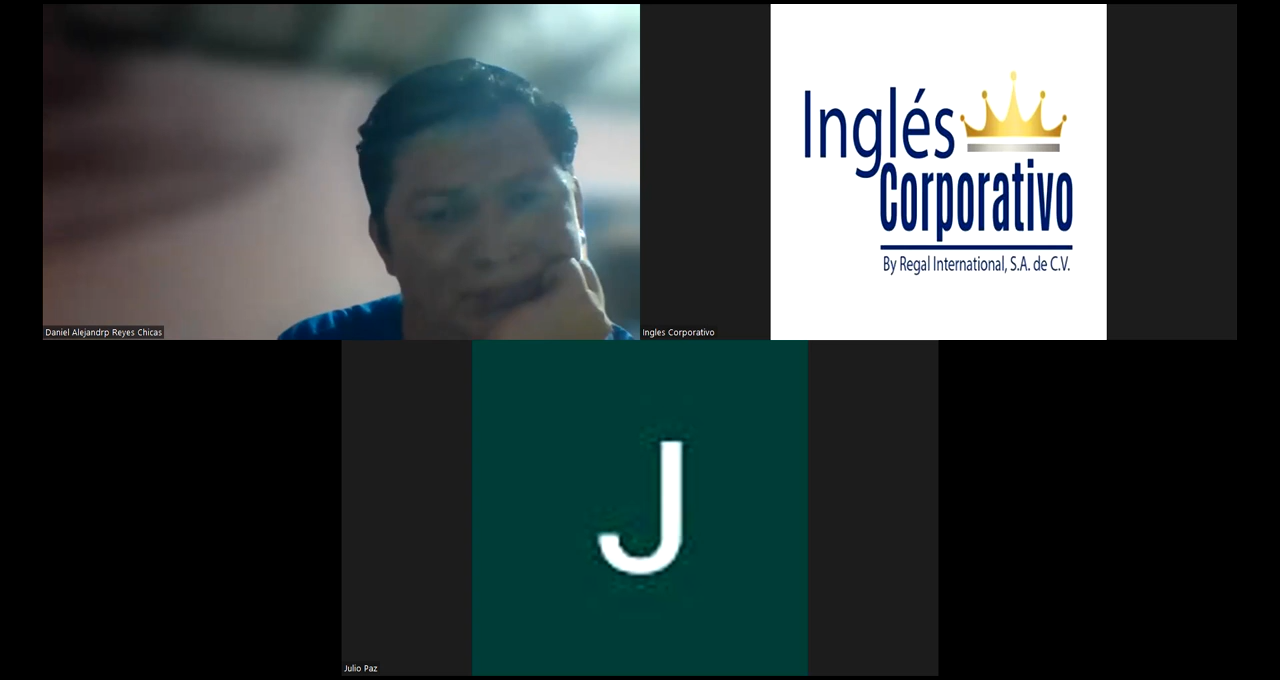 Inglés
Corporativo
By Regal International, S.A. de C.V.
Daniel Alejandrp Reyes Chicas
Ingles Corporativo
J
Julio Paz